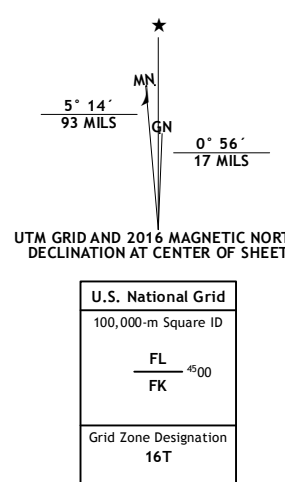 ★
MN
5° 14´
93 MILS
GN
0° 56´
17 MILS
UTM GRID AND 2016 MAGNETIC NORT
DECLINATION AT CENTER OF SHEET
U.S. National Grid
100,000-m Square ID
FL
4500
FK
Grid Zone Designation
16T